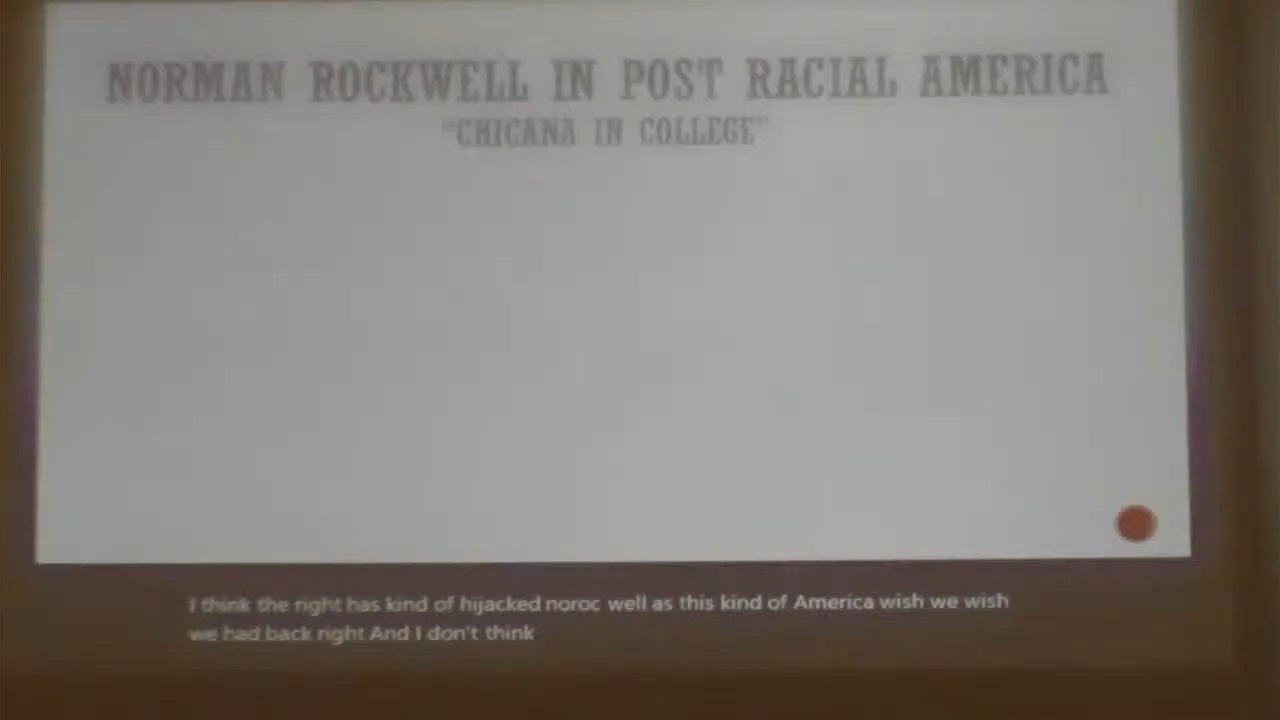 NORMAN ROCKWELL IN POST RACIAL AMERICA
"CHICANA IN COLLEGE"
I think the right has kind of hijacked noroc well as this kind of America wish we wish
we had back right And I don't think